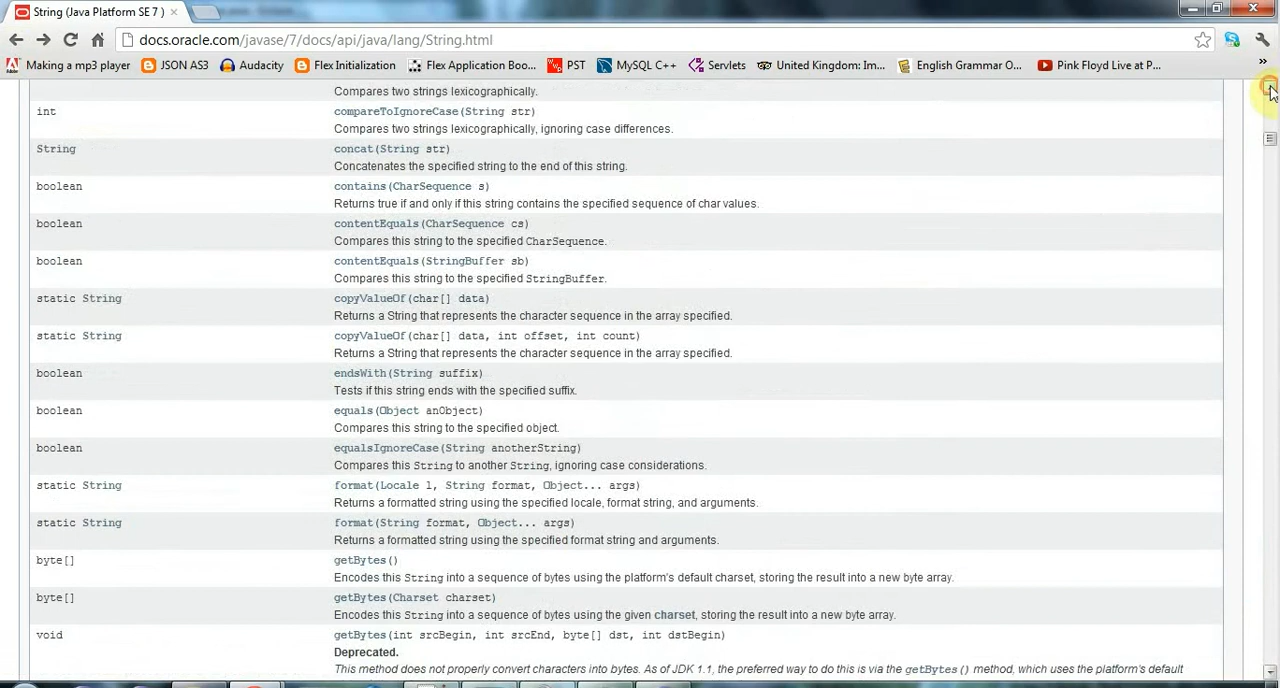 String (Java Platform SE 7 )
docs.oracle.com/javase/7/docs/api/java/lang/String.html
Making a mp3 player JSON AS3 Audacity Flex Initialization Flex Application Boo... PST MySQL C++ Servlets United Kingdom: Im... English Grammar O... Pink Floyd Live at P... »
Compares two strings lexicographically.
int compareToIgnoreCase(String str)
Compares two strings lexicographically, ignoring case differences.
String concat(String str)
Concatenates the specified string to the end of this string.
boolean contains(CharSequence s)
Returns true if and only if this string contains the specified sequence of char values.
boolean contentEquals(CharSequence cs)
Compares this string to the specified CharSequence.
boolean contentEquals(StringBuffer sb)
Compares this string to the specified StringBuffer.
static String copyValueOf(char[] data)
Returns a String that represents the character sequence in the array specified.
static String copyValueOf(char[] data, int offset, int count)
Returns a String that represents the character sequence in the array specified.
boolean endsWith(String suffix)
Tests if this string ends with the specified suffix.
boolean equals(Object anObject)
Compares this string to the specified object.
boolean equalsIgnoreCase(String anotherString)
Compares this String to another String, ignoring case considerations.
static String format(Locale l, String format, Object... args)
Returns a formatted string using the specified locale, format string, and arguments.
static String format(String format, Object... args)
Returns a formatted string using the specified format string and arguments.
byte[] getBytes()
Encodes this String into a sequence of bytes using the platform's default charset, storing the result into a new byte array.
byte[] getBytes(Charset charset)
Encodes this String into a sequence of bytes using the given charset, storing the result into a new byte array.
void getBytes(int srcBegin, int srcEnd, byte[] dst, int dstBegin)
Deprecated.
This method does not properly convert characters into bytes. As of JDK 1.1, the preferred way to do this is via the getBytes() method, which uses the platform's default